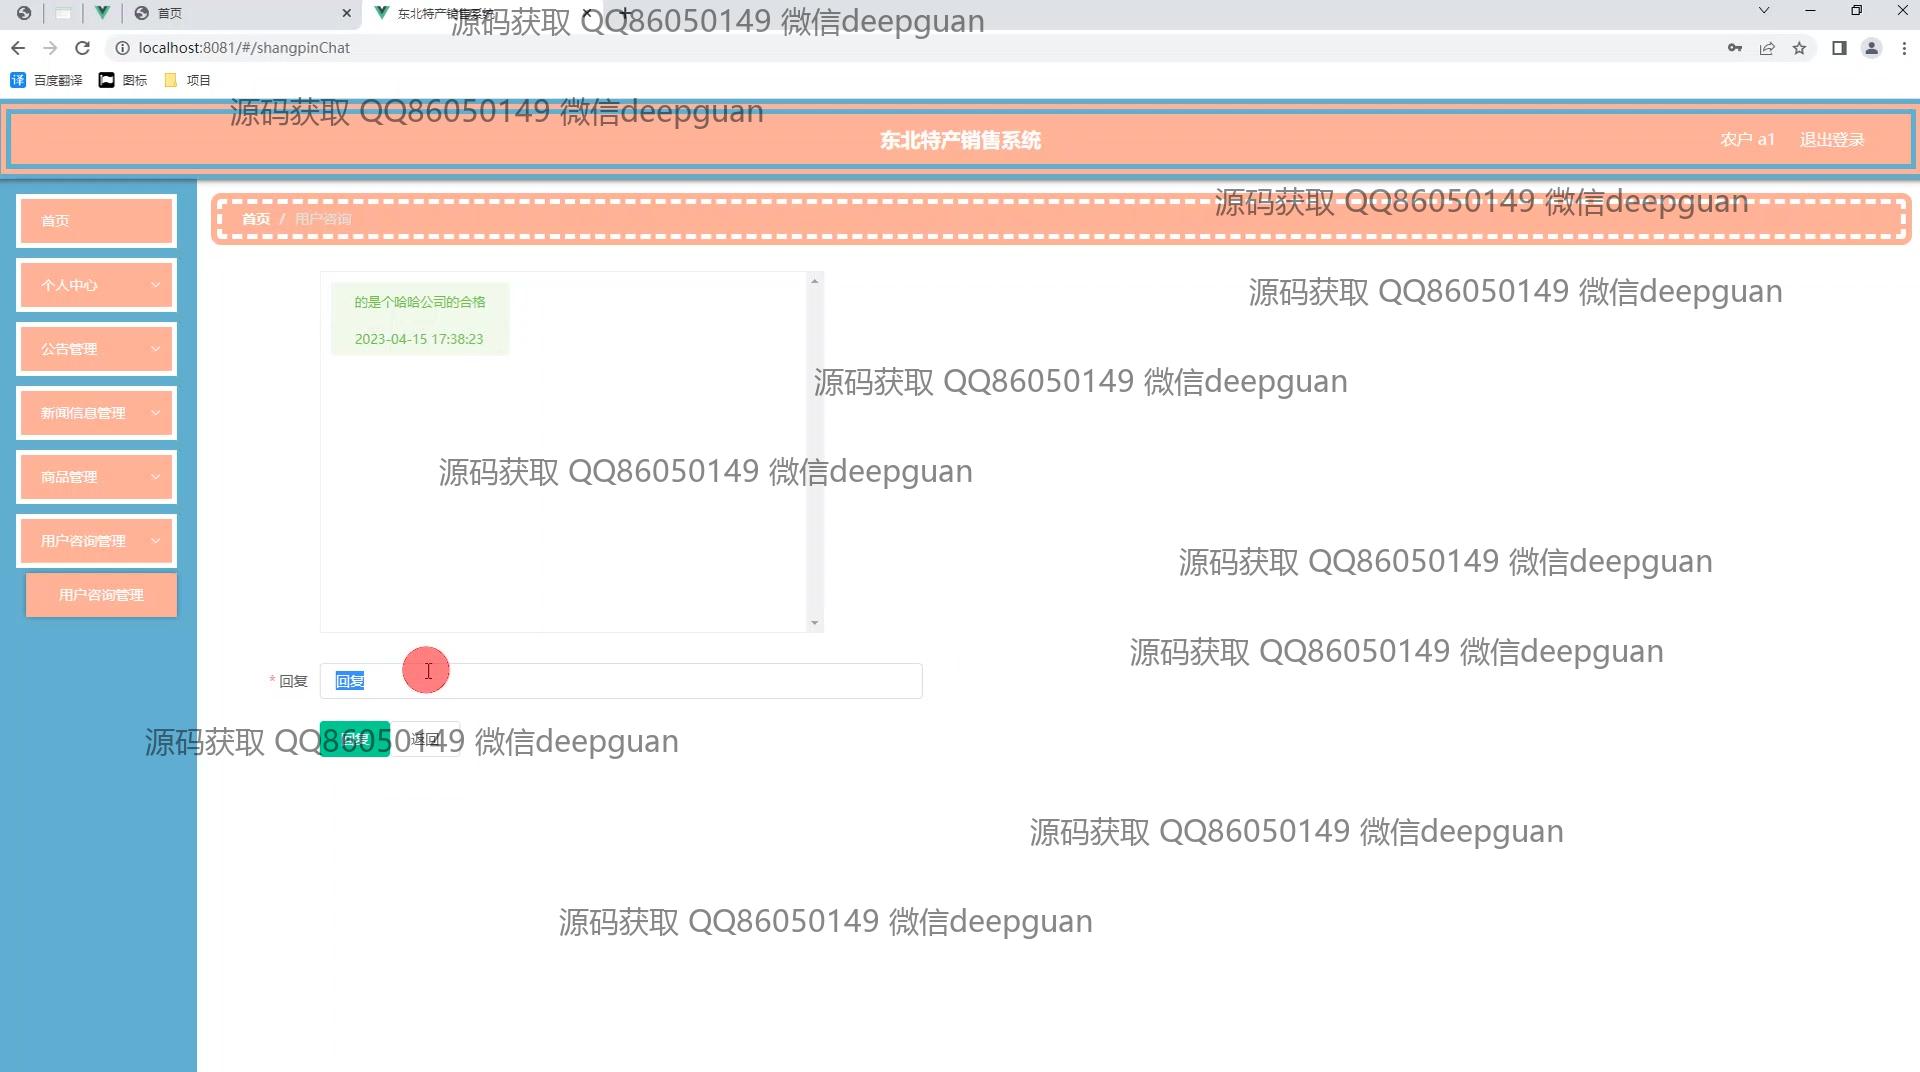 首页
东北特产销售系统
源码获取 QQ86050149 微信deepguan
localhost:8081/#/shangpinChat
百度翻译
图标
项目
源码获取 QQ86050149 微信deepguan
东北特产销售系统
农户 a1
退出登录
首页
首页 / 用户咨询
源码获取 QQ86050149 微信deepguan
个人中心
源码获取 QQ86050149 微信deepguan
的是个哈哈公司的合格
2023-04-15 17:38:23
公告管理
源码获取 QQ86050149 微信deepguan
新闻信息管理
商品管理
源码获取 QQ86050149 微信deepguan
用户咨询管理
源码获取 QQ86050149 微信deepguan
用户咨询管理
源码获取 QQ86050149 微信deepguan
* 回复
回复
回复
返回
源码获取 QQ86050149 微信deepguan
源码获取 QQ86050149 微信deepguan
源码获取 QQ86050149 微信deepguan